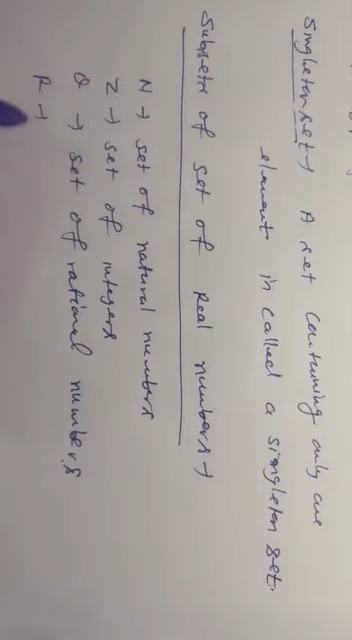 Singleton set → A set containing only one
element is called a singleton set.
Subsets of set of real numbers →
N → set of natural numbers
Z → set of integers
Q → set of rational numbers
R →